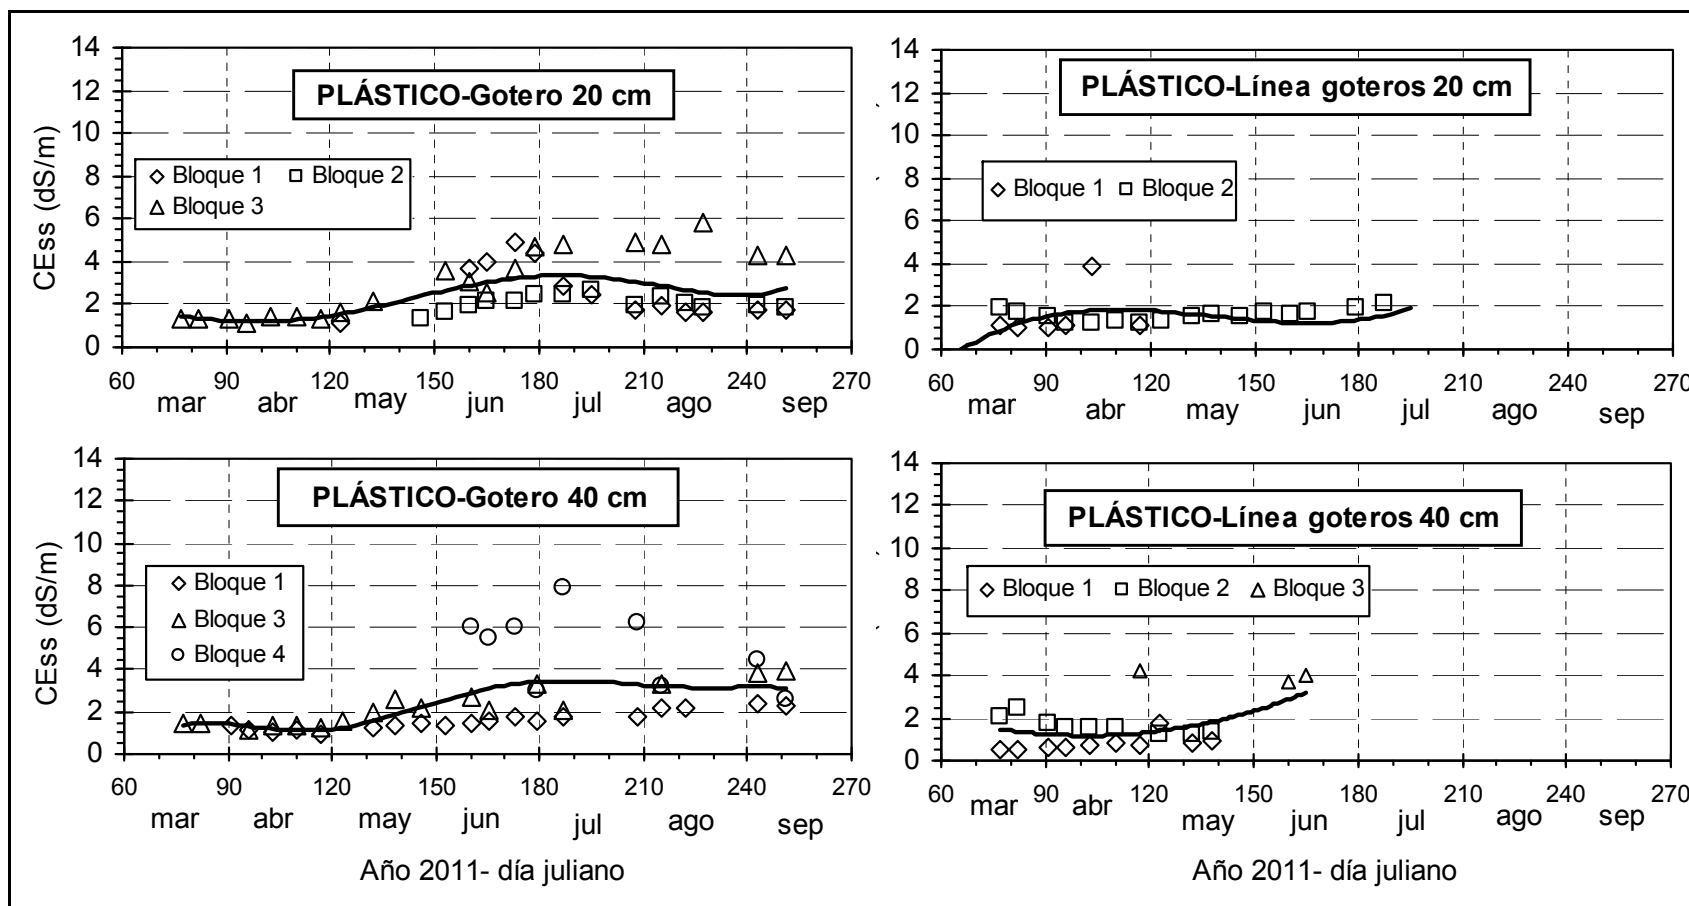 PLÁSTICO-Gotero 20 cm
CEss (dS/m)
14
12
10
8
6
4
2
0
Bloque 1 Bloque 2
Bloque 3
60 90 120 150 180 210 240 270
mar abr may jun jul ago sep
PLÁSTICO-Línea goteros 20 cm
14
12
10
8
6
4
2
0
Bloque 1 Bloque 2
60 90 120 150 180 210 240 270
mar abr may jun jul ago sep
PLÁSTICO-Gotero 40 cm
CEss (dS/m)
14
12
10
8
6
4
2
0
Bloque 1
Bloque 3
Bloque 4
60 90 120 150 180 210 240 270
mar abr may jun jul ago sep
Año 2011- día juliano
PLÁSTICO-Línea goteros 40 cm
14
12
10
8
6
4
2
0
Bloque 1 Bloque 2 Bloque 3
60 90 120 150 180 210 240 270
mar abr may jun jul ago sep
Año 2011- día juliano